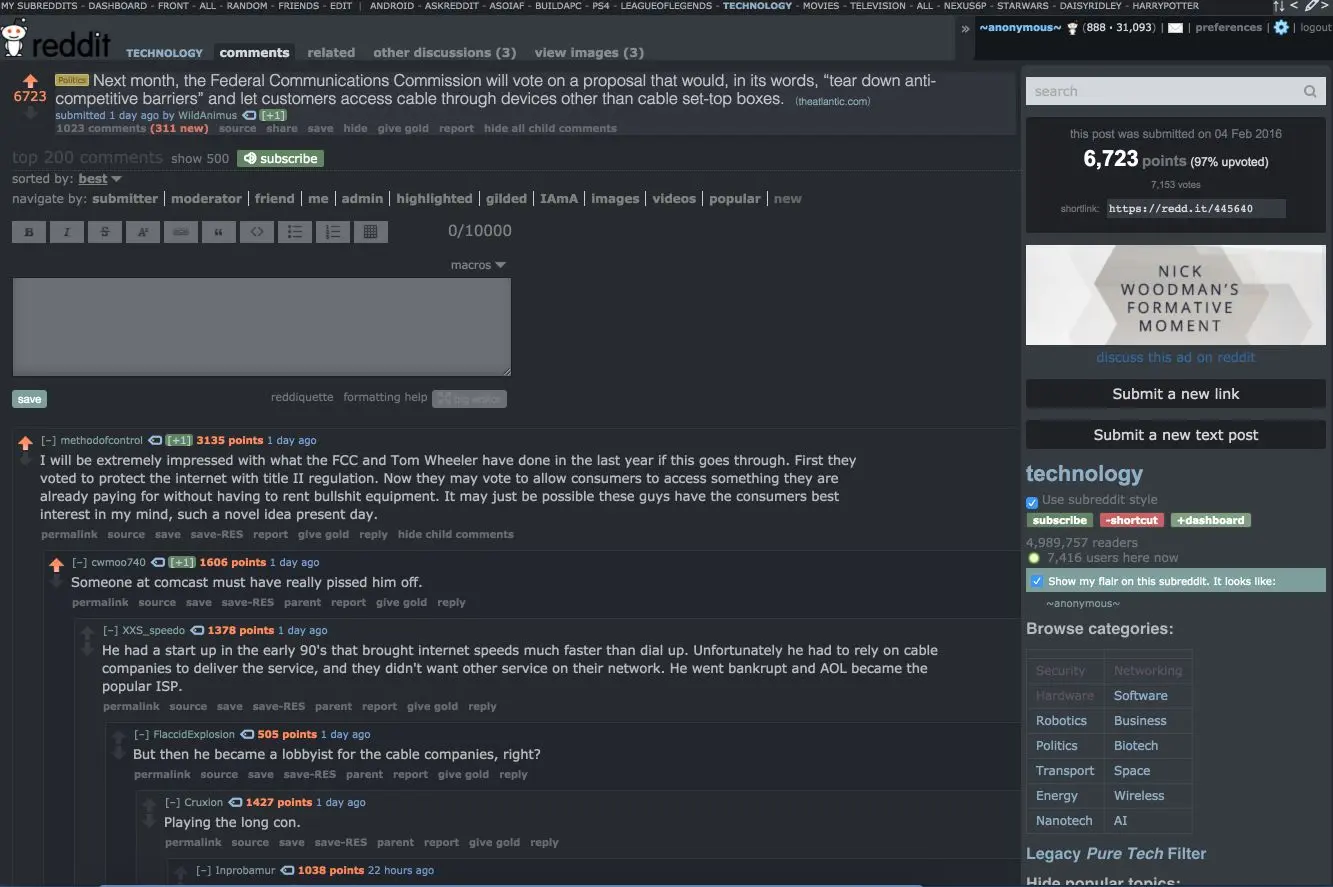 MY SUBREDDITS - DASHBOARD - FRONT - ALL - RANDOM - FRIENDS - EDIT | ANDROID - ASKREDDIT - ASOIAF - BUILDAPC - PS4 - LEAGUEOFLEGENDS - TECHNOLOGY - MOVIES - TELEVISION - ALL - NEXUS6P - STARWARS - DAISYRIDLEY - HARRYPOTTER
reddit TECHNOLOGY comments related other discussions (3) view images (3)
» ~anonymous~ (888 · 31,093) | | preferences | | logout
6723
Politics Next month, the Federal Communications Commission will vote on a proposal that would, in its words, “tear down anti-
competitive barriers” and let customers access cable through devices other than cable set-top boxes. (theatlantic.com)
submitted 1 day ago by WildAnimus [+1]
1023 comments (311 new) source share save hide give gold report hide all child comments
top 200 comments show 500 subscribe
sorted by: best
navigate by: submitter | moderator | friend | me | admin | highlighted | gilded | IAmA | images | videos | popular | new
0/10000
macros
save
reddiquette formatting help big editor
[–] methodofcontrol [+1] 3135 points 1 day ago
I will be extremely impressed with what the FCC and Tom Wheeler have done in the last year if this goes through. First they
voted to protect the internet with title II regulation. Now they may vote to allow consumers to access something they are
already paying for without having to rent bullshit equipment. It may just be possible these guys have the consumers best
interest in my mind, such a novel idea present day.
permalink source save save-RES report give gold reply hide child comments
[–] cwmoo740 [+1] 1606 points 1 day ago
Someone at comcast must have really pissed him off.
permalink source save save-RES parent report give gold reply
[–] XXS_speedo 1378 points 1 day ago
He had a start up in the early 90's that brought internet speeds much faster than dial up. Unfortunately he had to rely on cable
companies to deliver the service, and they didn't want other service on their network. He went bankrupt and AOL became the
popular ISP.
permalink source save save-RES parent report give gold reply
[–] FlaccidExplosion 505 points 1 day ago
But then he became a lobbyist for the cable companies, right?
permalink source save save-RES parent report give gold reply
[–] Cruxion 1427 points 1 day ago
Playing the long con.
permalink source save save-RES parent report give gold reply
[–] Inprobamur 1038 points 22 hours ago
search
this post was submitted on 04 Feb 2016
6,723 points (97% upvoted)
7,153 votes
shortlink: https://redd.it/445640
NICK
WOODMAN'S
FORMATIVE
MOMENT
discuss this ad on reddit
Submit a new link
Submit a new text post
technology
Use subreddit style
subscribe -shortcut +dashboard
4,989,757 readers
7,416 users here now
Show my flair on this subreddit. It looks like:
~anonymous~
Browse categories:
Security Networking
Hardware Software
Robotics Business
Politics Biotech
Transport Space
Energy Wireless
Nanotech AI
Legacy Pure Tech Filter
Hide popular topics: